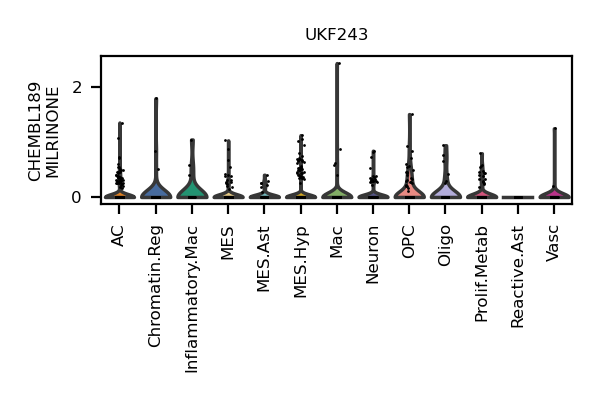 UKF243
CHEMBL189
MILRINONE
2
0
AC
Chromatin.Reg
Inflammatory.Mac
MES
MES.Ast
MES.Hyp
Mac
Neuron
OPC
Oligo
Prolif.Metab
Reactive.Ast
Vasc